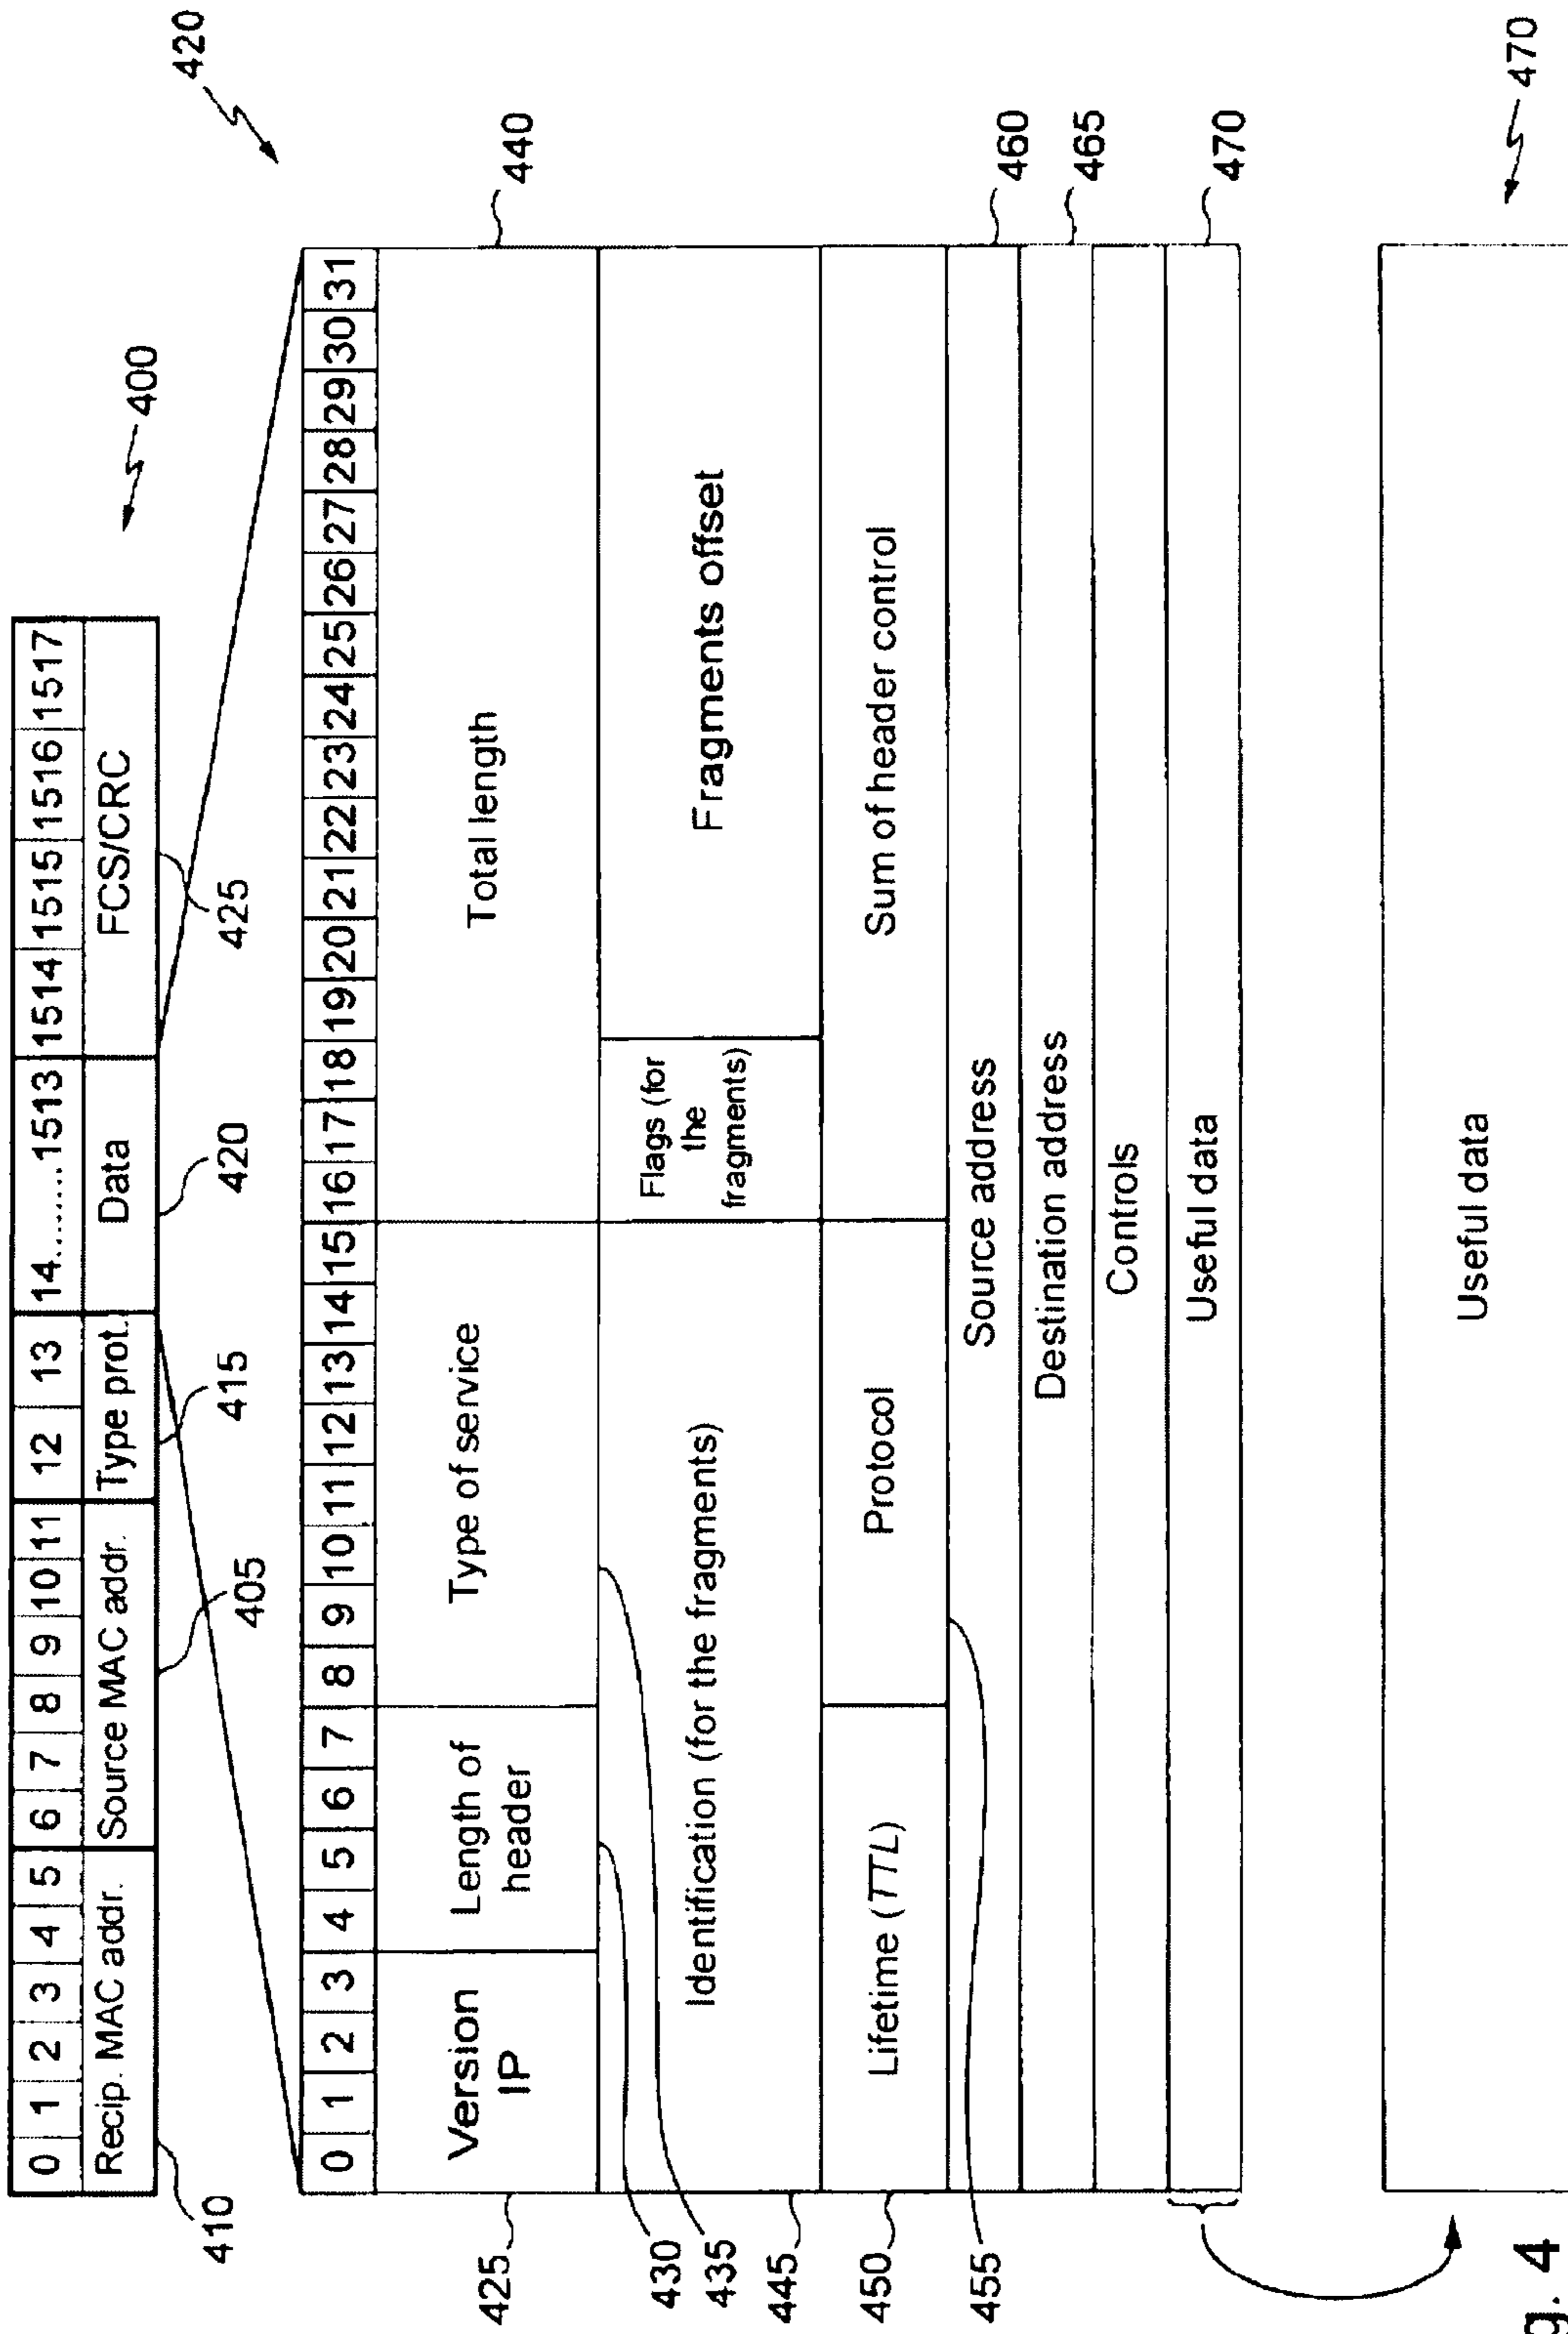 420
400
0 1 2 3 4 5 6 7 8 9 10 11 12 13 14........1513 1514 1515 1516 1517
Recip. MAC addr. Source MAC addr. Type prot. Data FCS/CRC
410
405
415
420
425
0 1 2 3 4 5 6 7 8 9 10 11 12 13 14 15 16 17 18 19 20 21 22 23 24 25 26 27 28 29 30 31
425
Version
IP
Length of
header
Type of service
Total length
440
430
435
445
Identification (for the fragments)
Flags (for
the
fragments)
Fragments offset
450
Lifetime (TTL)
Protocol
Sum of header control
455
Source address
460
Destination address
465
Controls
Useful data
470
Useful data
470
g. 4